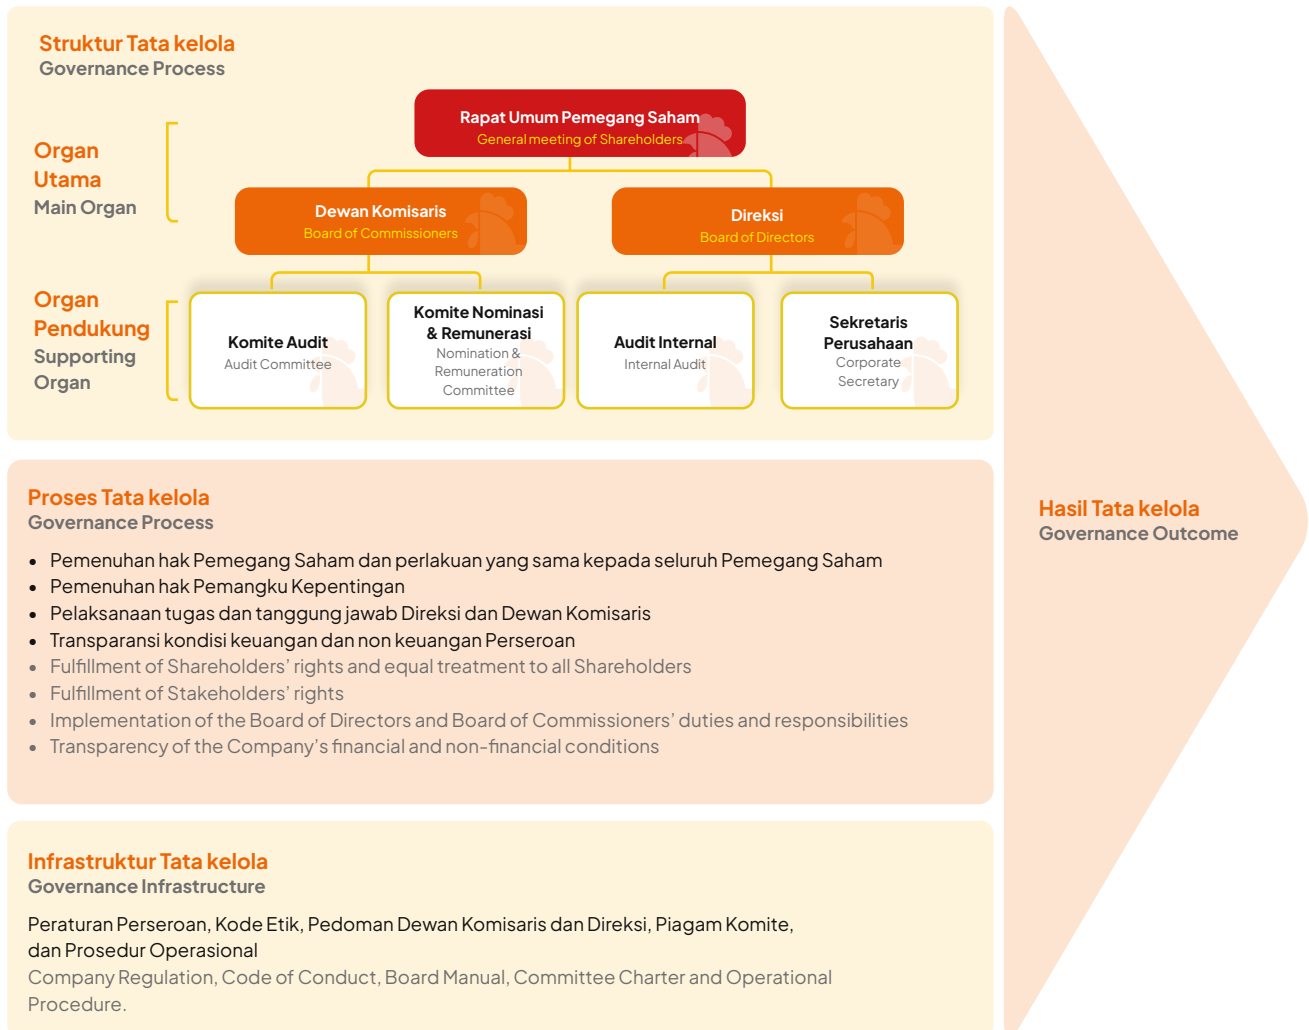 Struktur Tata kelola
Governance Process
Organ
Utama
Main Organ
Rapat Umum Pemegang Saham
General meeting of Shareholders
Dewan Komisaris
Board of Commissioners
Direksi
Board of Directors
Organ
Pendukung
Supporting
Organ
Komite Audit
Audit Committee
Komite Nominasi
& Remunerasi
Nomination &
Remuneration
Committee
Audit Internal
Internal Audit
Sekretaris
Perusahaan
Corporate
Secretary
Proses Tata kelola
Governance Process
• Pemenuhan hak Pemegang Saham dan perlakuan yang sama kepada seluruh Pemegang Saham
• Pemenuhan hak Pemangku Kepentingan
• Pelaksanaan tugas dan tanggung jawab Direksi dan Dewan Komisaris
• Transparansi kondisi keuangan dan non keuangan Perseroan
• Fulfillment of Shareholders’ rights and equal treatment to all Shareholders
• Fulfillment of Stakeholders’ rights
• Implementation of the Board of Directors and Board of Commissioners’ duties and responsibilities
• Transparency of the Company’s financial and non-financial conditions
Infrastruktur Tata kelola
Governance Infrastructure
Peraturan Perseroan, Kode Etik, Pedoman Dewan Komisaris dan Direksi, Piagam Komite,
dan Prosedur Operasional
Company Regulation, Code of Conduct, Board Manual, Committee Charter and Operational
Procedure.
Hasil Tata kelola
Governance Outcome